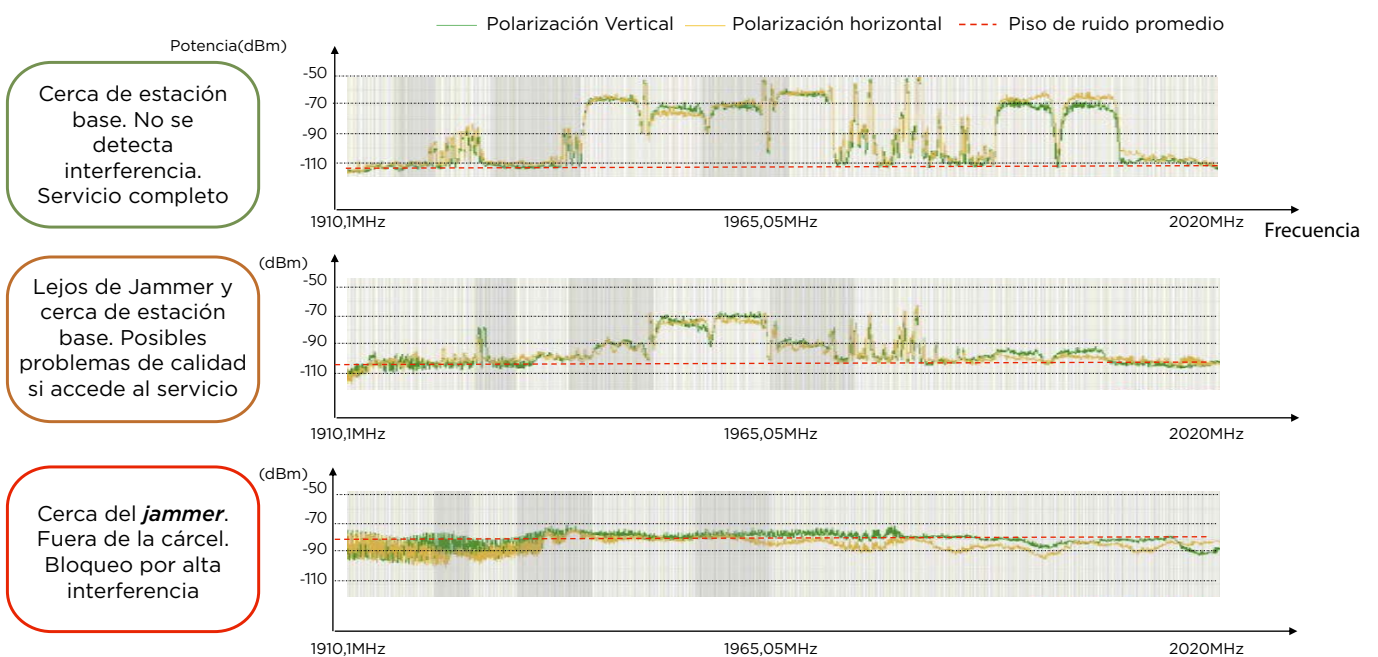 Polarización Vertical Polarización horizontal Piso de ruido promedio
Potencia(dBm)
Cerca de estación
base. No se
detecta
interferencia.
Servicio completo
-50
-70
-90
-110
1910,1MHz 1965,05MHz 2020MHz
Frecuencia
(dBm)
Lejos de Jammer y
cerca de estación
base. Posibles
problemas de calidad
si accede al servicio
-50
-70
-90
-110
1910,1MHz 1965,05MHz 2020MHz
(dBm)
Cerca del jammer.
Fuera de la cárcel.
Bloqueo por alta
interferencia
-50
-70
-90
-110
1910,1MHz 1965,05MHz 2020MHz